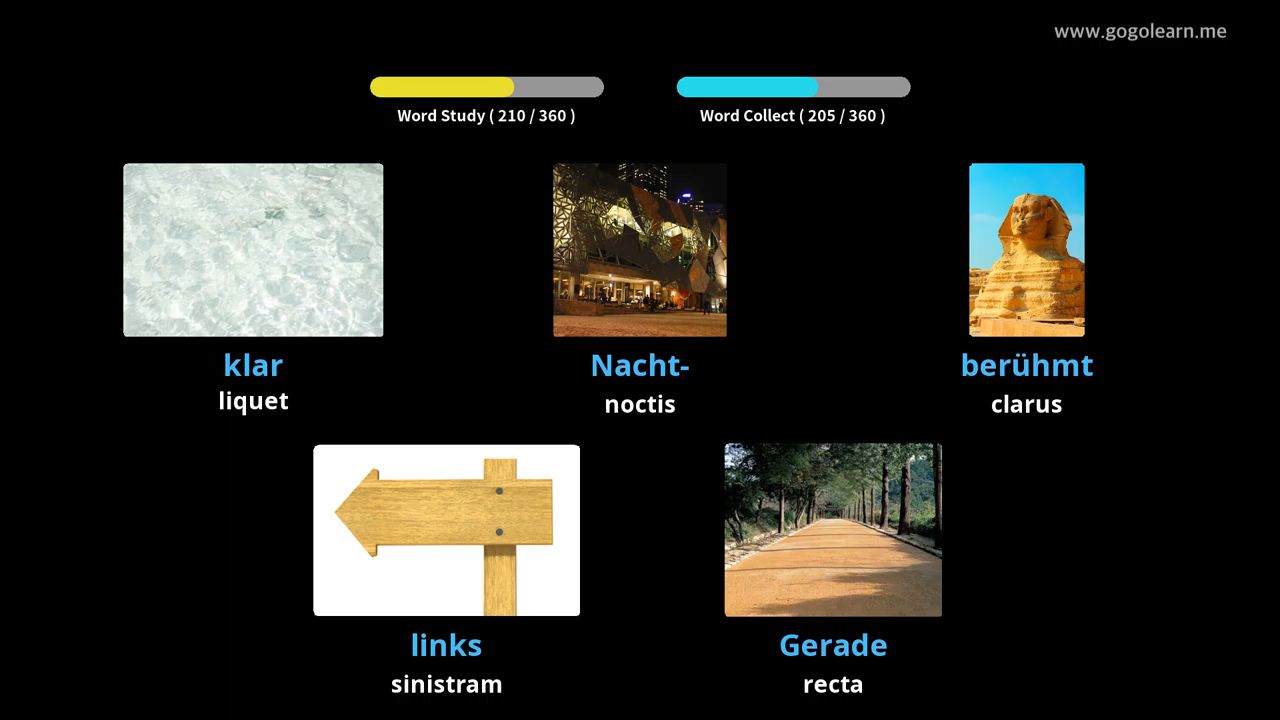 www.gogolearn.me
Word Study ( 210 / 360 )
Word Collect ( 205 / 360 )
klar
liquet
Nacht-
noctis
berühmt
clarus
links
sinistram
Gerade
recta